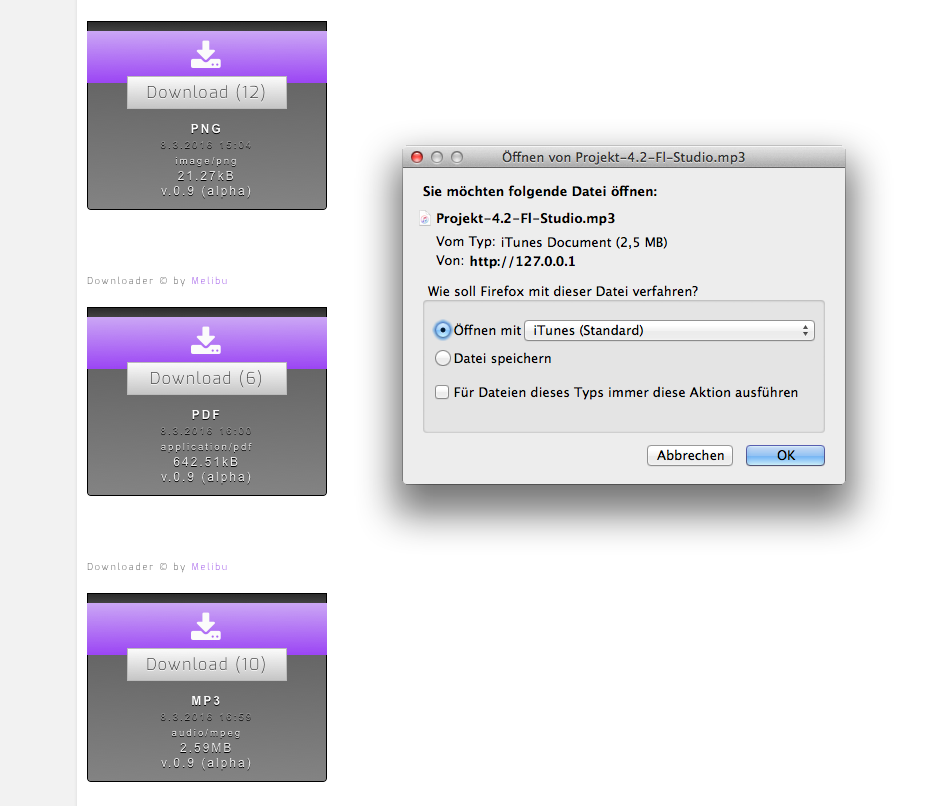 Download (12)
PNG
8.3.2016 15:04
image/png
21.27kB
v.0.9 (alpha)
Downloader © by Melibu
Download (6)
PDF
8.3.2016 16:00
application/pdf
642.51kB
v.0.9 (alpha)
Downloader © by Melibu
Download (10)
MP3
8.3.2016 16:59
audio/mpeg
2.59MB
v.0.9 (alpha)
Öffnen von Projekt-4.2-Fl-Studio.mp3
Sie möchten folgende Datei öffnen:
Projekt-4.2-Fl-Studio.mp3
Vom Typ: iTunes Document (2,5 MB)
Von: http://127.0.0.1
Wie soll Firefox mit dieser Datei verfahren?
Öffnen mit iTunes (Standard)
Datei speichern
Für Dateien dieses Typs immer diese Aktion ausführen
Abbrechen OK